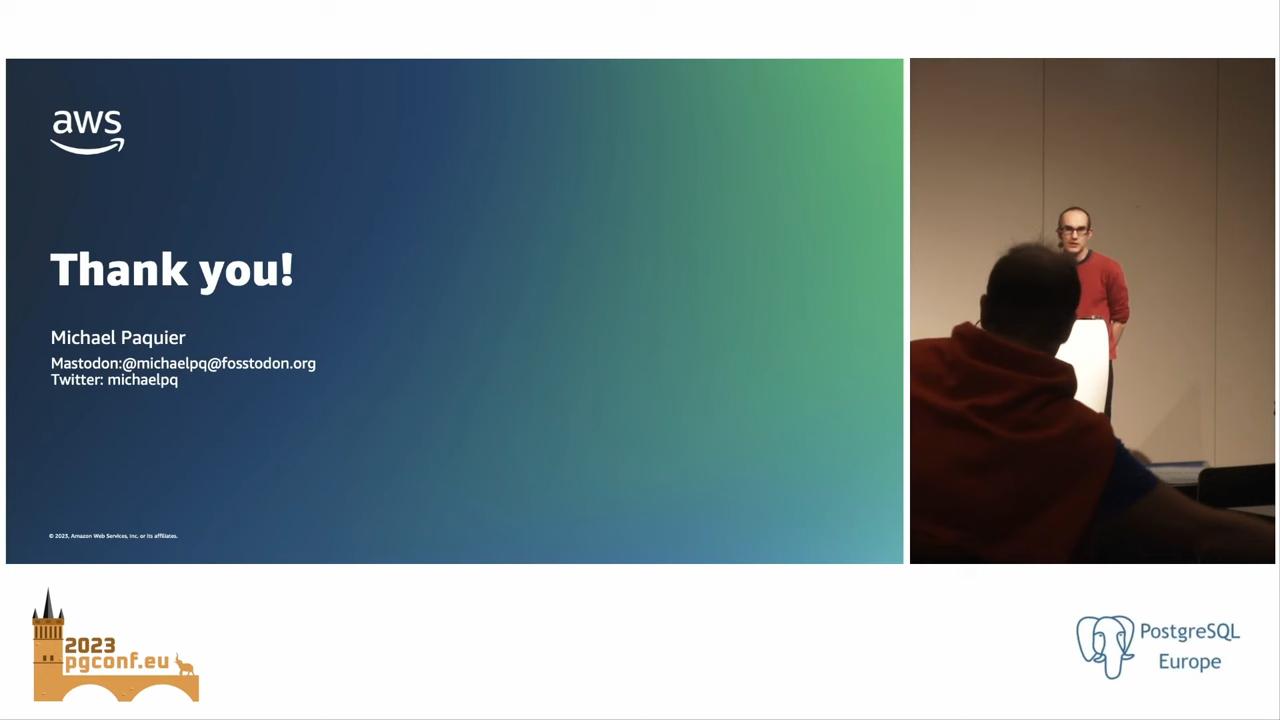 aws
Thank you!
Michael Paquier
Mastodon:@michaelpq@fosstodon.org
Twitter: michaelpq
© 2023, Amazon Web Services, Inc. or its affiliates.
2023
pgconf.eu
PostgreSQL
Europe